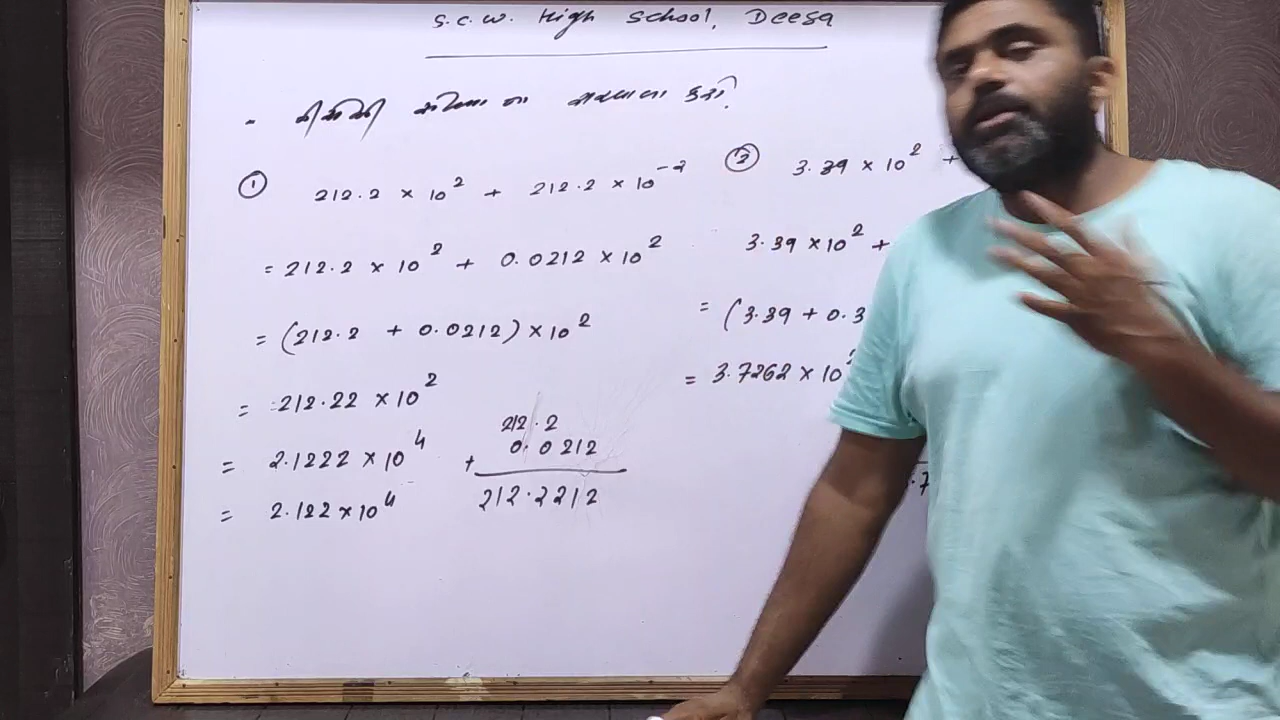 S.C.W. High School, Deesa
① 212.2 × 10² + 212.2 × 10⁻²
= 212.2 × 10² + 0.0212 × 10²
= (212.2 + 0.0212) × 10²
= 212.22 × 10²
= 2.1222 × 10⁴
= 2.122 × 10⁴
212.2
+ 0.0212
212.2212
② 3.39 × 10² +
3.39 × 10² +
= (3.39 + 0.3
= 3.7262 × 10